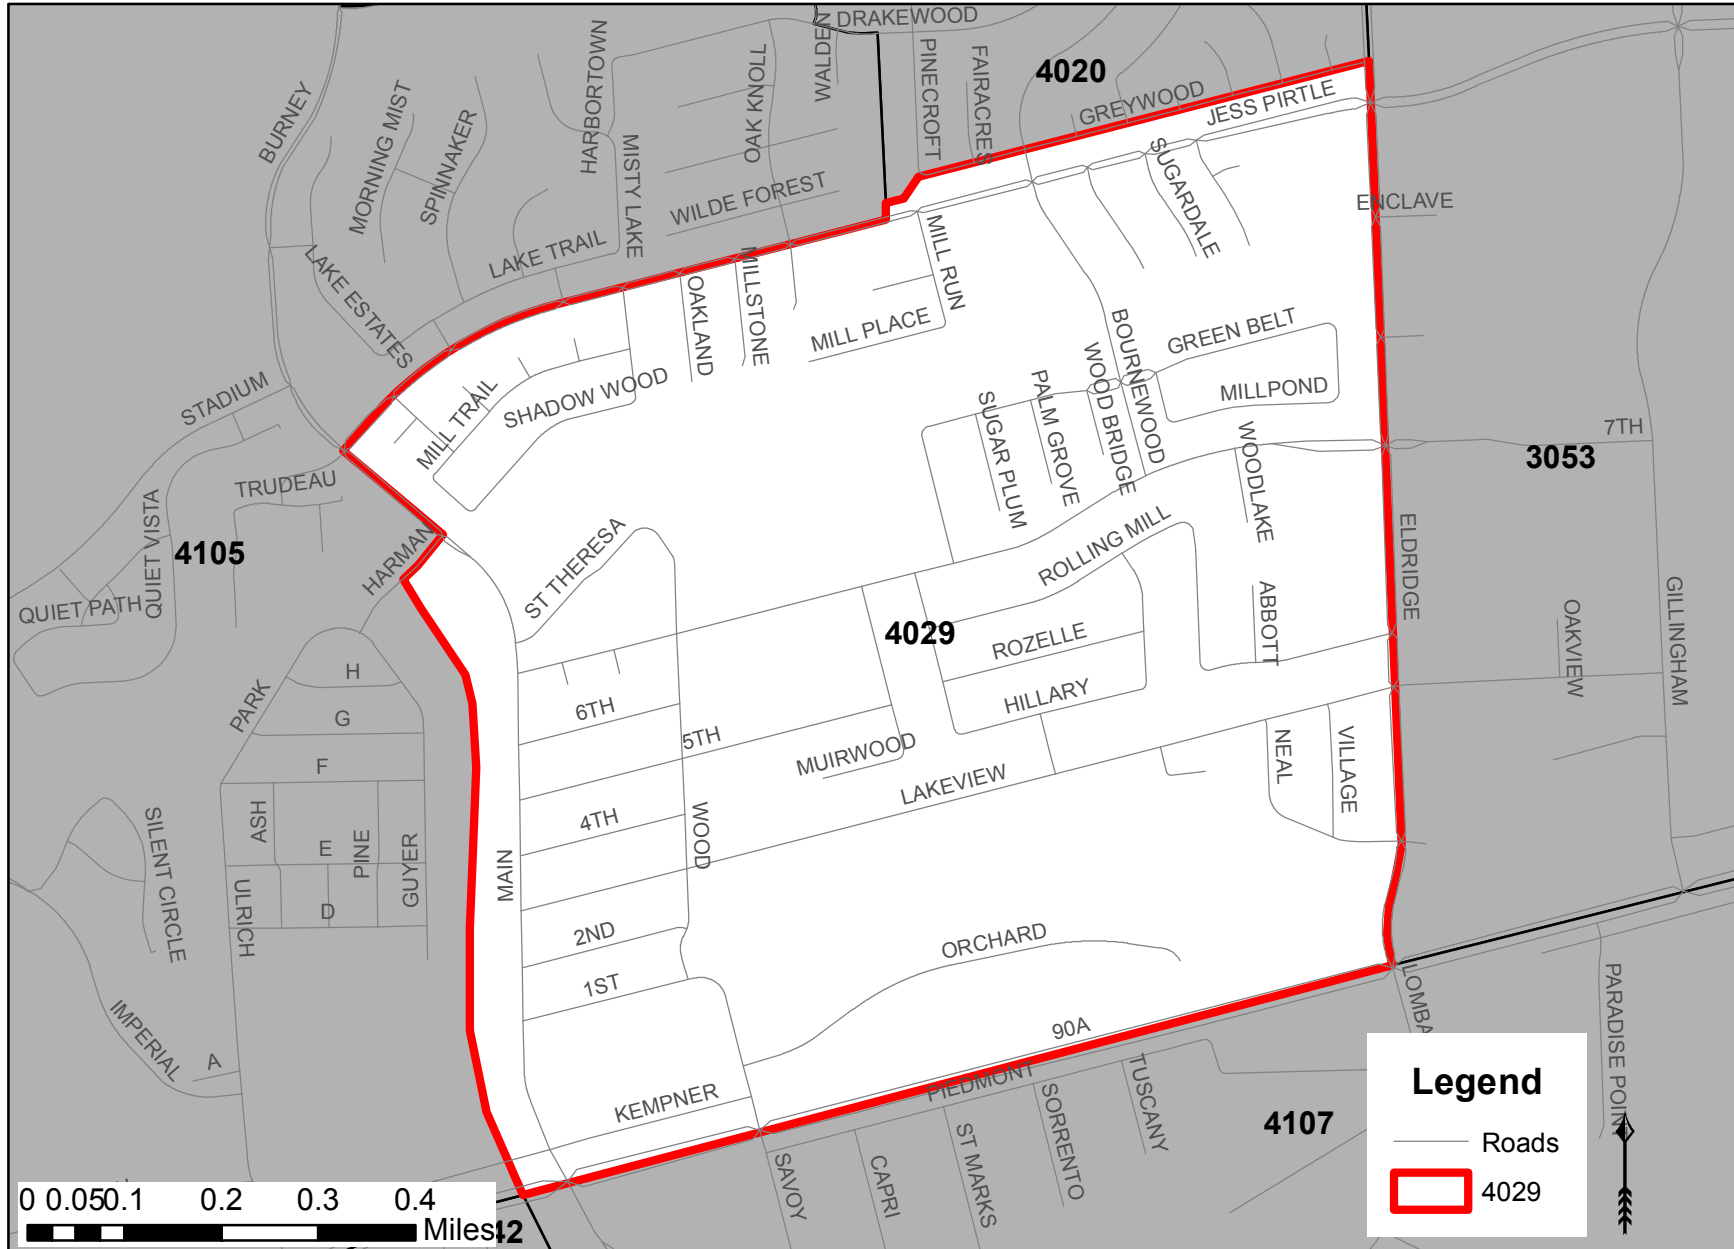 DRAKEWOOD
WALDEN
HARBORTOWN
OAK KNOLL
PINECROFT
FAIRACRES
4020
BURNEY
MORNING MIST
SPINNAKER
MISTY LAKE
GREYWOOD
JESS PIRTLE
WILDE FOREST
SUGARDALE
ENCLAVE
LAKE TRAIL
LAKE ESTATES
MILL RUN
OAKLAND
MILLSTONE
MILL PLACE
BOURNEWOOD
GREEN BELT
STADIUM
MILL TRAIL
SHADOW WOOD
SUGAR PLUM
PALM GROVE
WOOD BRIDGE
MILLPOND
WOODLAKE
7TH
3053
TRUDEAU
QUIET VISTA
4105
HARMAN
ST THERESA
ROLLING MILL
ELDRIDGE
QUIET PATH
4029
ROZELLE
ABBOTT
OAKVIEW
GILLINGHAM
H
PARK
G
6TH
5TH
HILLARY
MUIRWOOD
LAKEVIEW
NEAL
VILLAGE
F
ASH
SILENT CIRCLE
E
PINE
GUYER
4TH
WOOD
MAIN
ULRICH
D
2ND
ORCHARD
1ST
IMPERIAL
A
90A
LOMBA
PARADISE POIN
KEMPNER
PIEDMONT
TUSCANY
SORRENTO
ST MARKS
CAPRI
SAVOY
4107
Legend
Roads
4029
0 0.050.1 0.2 0.3 0.4
Miles
42